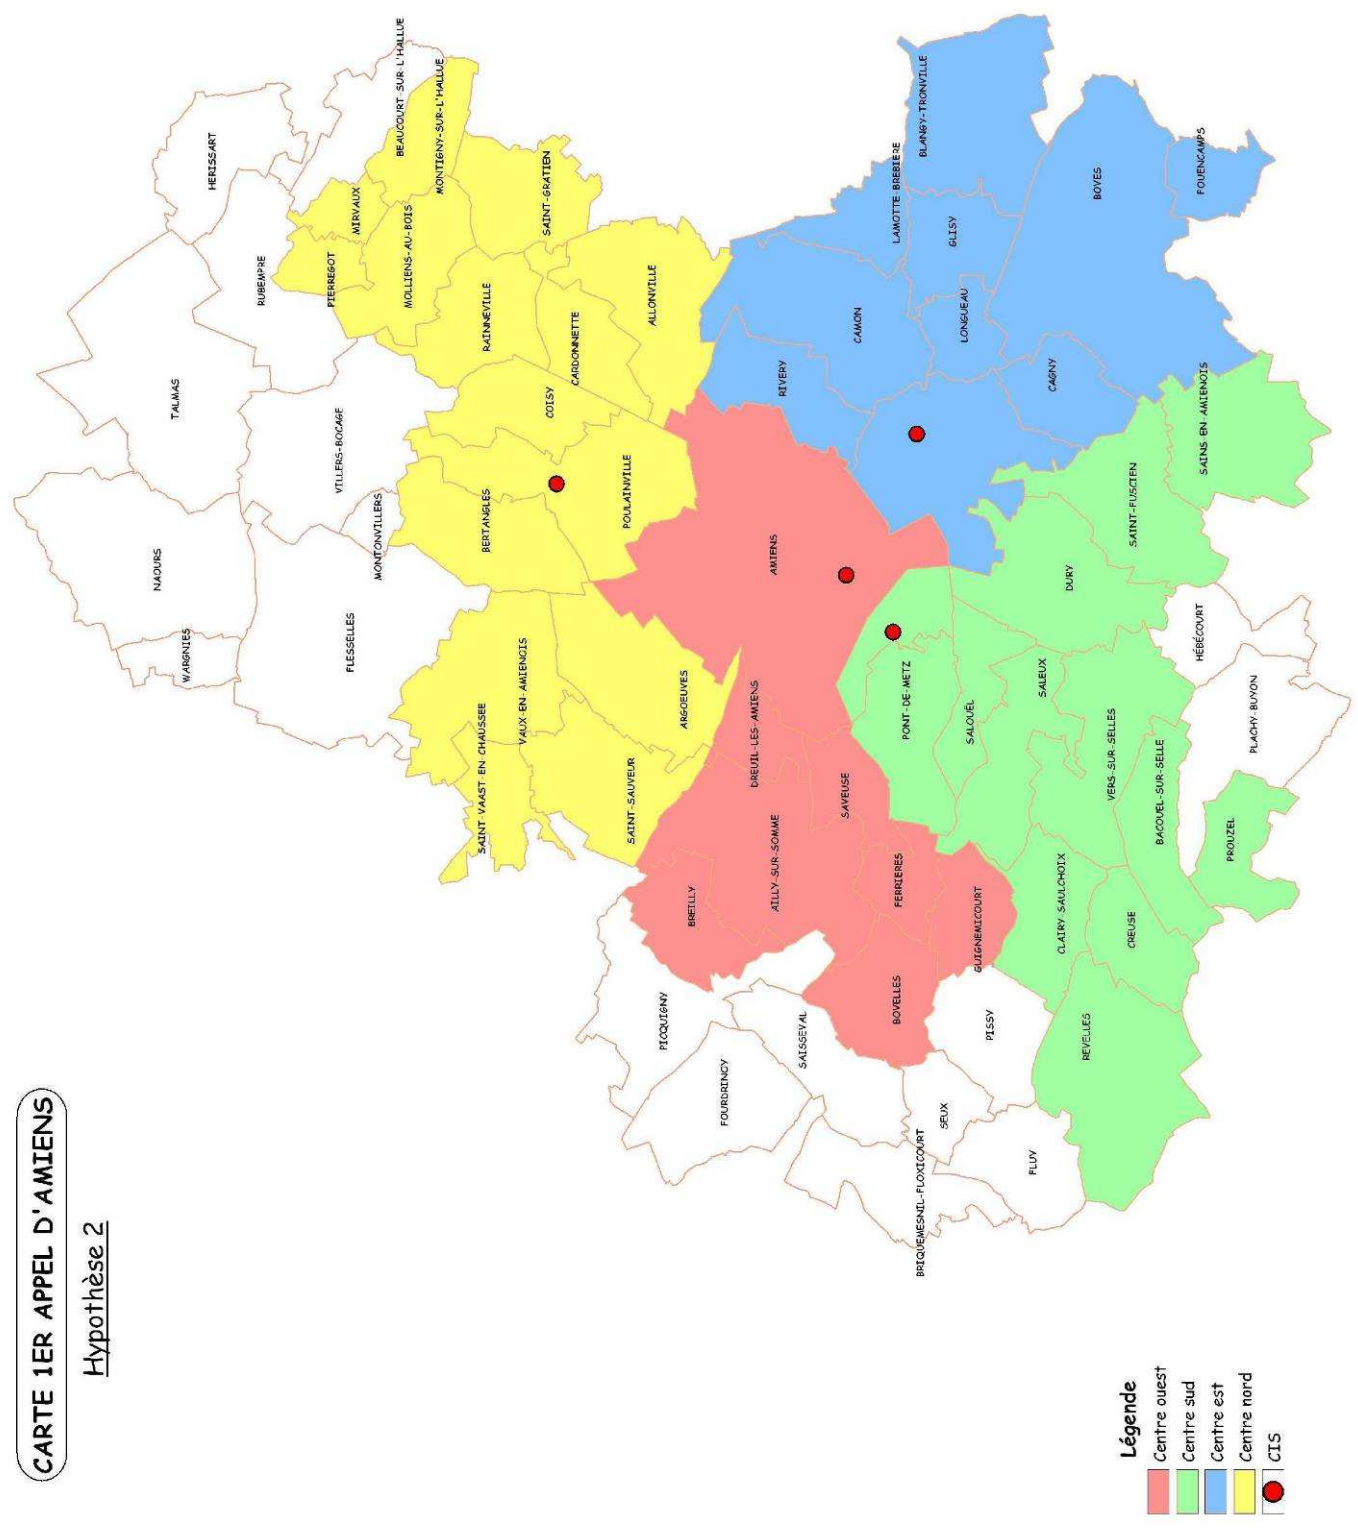 CARTE 1ER APPEL D'AMIENS
Hypothèse 2
HERISSART
BEAUCOURT-SUR-L'HALLUE
MONTIGNY-SUR-L'HALLUE
MIRVAUX
SAINT-GRATIEN
MOLLIENS-AU-BOIS
PIERREGOT
RUBEMPRE
TALMAS
RAINNEVILLE
CARDONNETTE
ALLONVILLE
COISY
VILLERS-BOCAGE
NAOURS
MONTONVILLERS
BERTANGLES
POULAINVILLE
WARGNIES
FLESSELLES
VAUX-EN-AMIENOIS
SAINT-VAAST-EN-CHAUSSEE
ARGOEUVES
SAINT-SAUVEUR
BLANGY-TRONVILLE
LAMOTTE-BREBIERE
GLISY
BOVES
FOUENCAMPS
CAMON
LONGUEAU
RIVERY
CAGNY
SAINS EN AMIENOIS
SAINT-FUSCIEN
AMIENS
DURY
HÉBÉCOURT
PONT-DE-METZ
SALOUËL
SALEUX
VERS-SUR-SELLES
BACOUEL-SUR-SELLE
PLACHY-BUYON
PROUZEL
DREUIL-LES-AMIENS
SAVEUSE
AILLY-SUR-SOMME
FERRIERES
BREILLY
GUIGNEMICOURT
CLAIRY SAULCHOIX
CREUSE
BOVELLES
PISSY
REVELLES
PICQUIGNY
SAISSEVAL
FOURDRINOY
SEUX
FLUY
BRIQUEMESNIL-FLOXICOURT
Légende
Centre ouest
Centre sud
Centre est
Centre nord
CIS